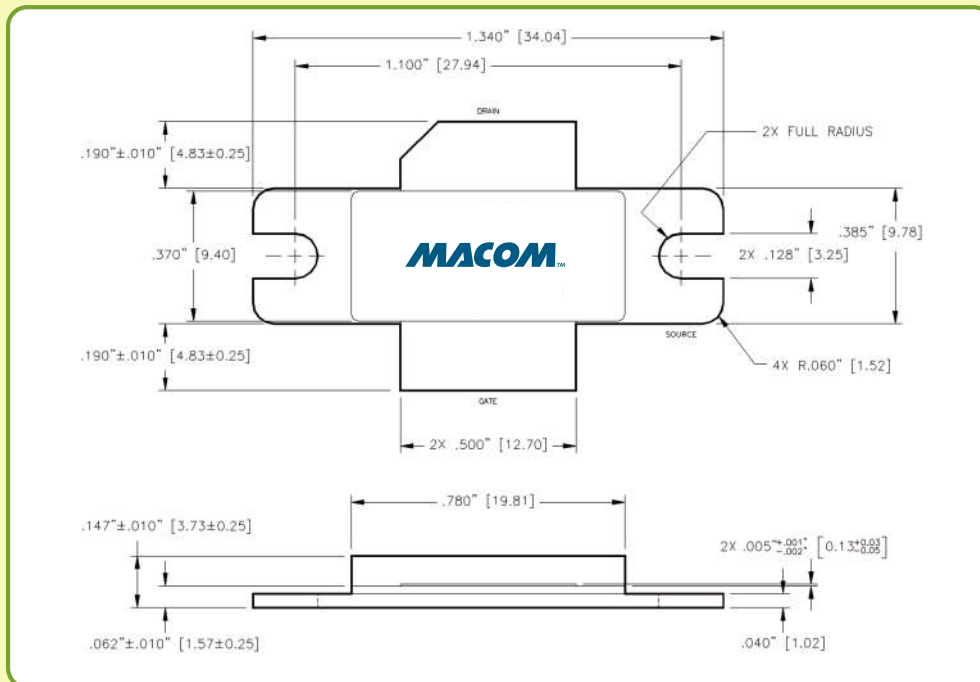 1.340" [34.04]
1.100" [27.94]
DRAIN
2X FULL RADIUS
.190"±.010" [4.83±0.25]
.370" [9.40]
MACOM™
2X .128" [3.25]
.385" [9.78]
SOURCE
.190"±.010" [4.83±0.25]
4X R.060" [1.52]
GATE
2X .500" [12.70]
.780" [19.81]
.147"±.010" [3.73±0.25]
2X .005"+.001"-.002" [0.13+0.03-0.05]
.062"±.010" [1.57±0.25]
.040" [1.02]